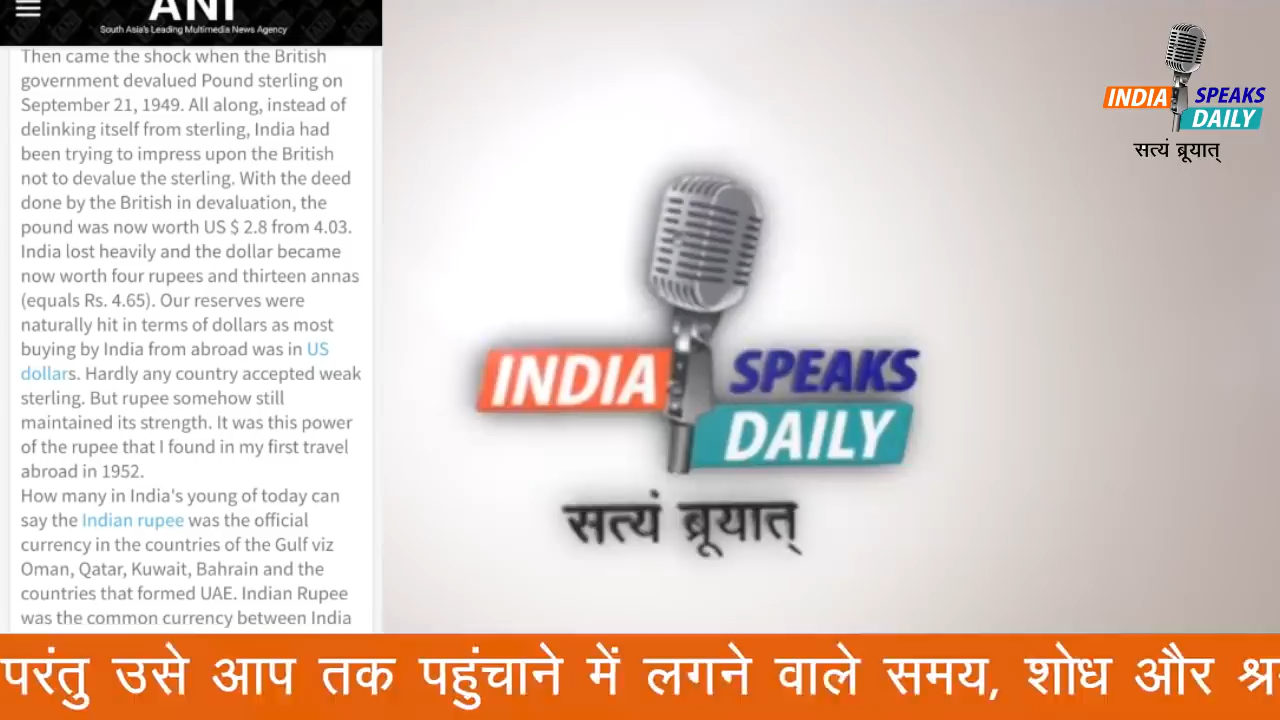 ANI
South Asia's Leading Multimedia News Agency
Then came the shock when the British
government devalued Pound sterling on
September 21, 1949. All along, instead of
delinking itself from sterling, India had
been trying to impress upon the British
not to devalue the sterling. With the deed
done by the British in devaluation, the
pound was now worth US $ 2.8 from 4.03.
India lost heavily and the dollar became
now worth four rupees and thirteen annas
(equals Rs. 4.65). Our reserves were
naturally hit in terms of dollars as most
buying by India from abroad was in US
dollars. Hardly any country accepted weak
sterling. But rupee somehow still
maintained its strength. It was this power
of the rupee that I found in my first travel
abroad in 1952.
How many in India's young of today can
say the Indian rupee was the official
currency in the countries of the Gulf viz
Oman, Qatar, Kuwait, Bahrain and the
countries that formed UAE. Indian Rupee
was the common currency between India
INDIA SPEAKS
DAILY
सत्यं ब्रूयात्
INDIA SPEAKS
DAILY
सत्यं ब्रूयात्
परंतु उसे आप तक पहुंचाने में लगने वाले समय, शोध और